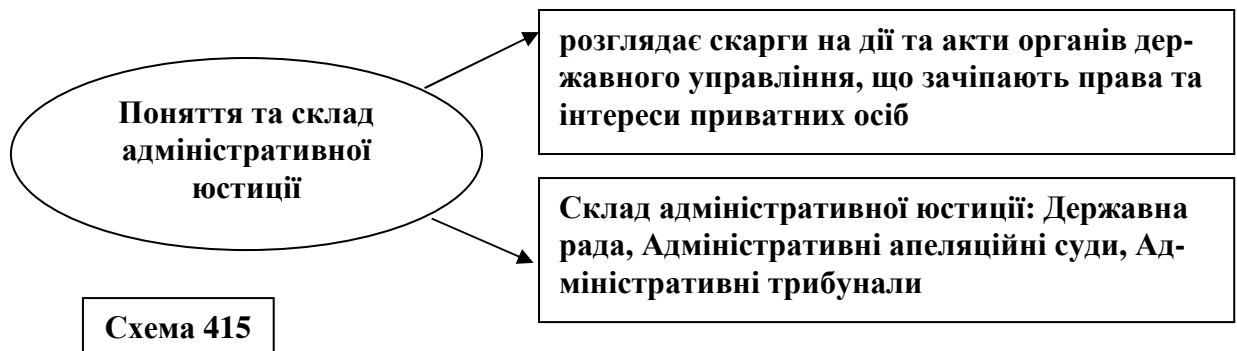 Поняття та склад
адміністративної
юстиції
розглядає скарги на дії та акти органів дер-
жавного управління, що зачіпають права та
інтереси приватних осіб
Склад адміністративної юстиції: Державна
рада, Адміністративні апеляційні суди, Ад-
міністративні трибунали
Схема 415